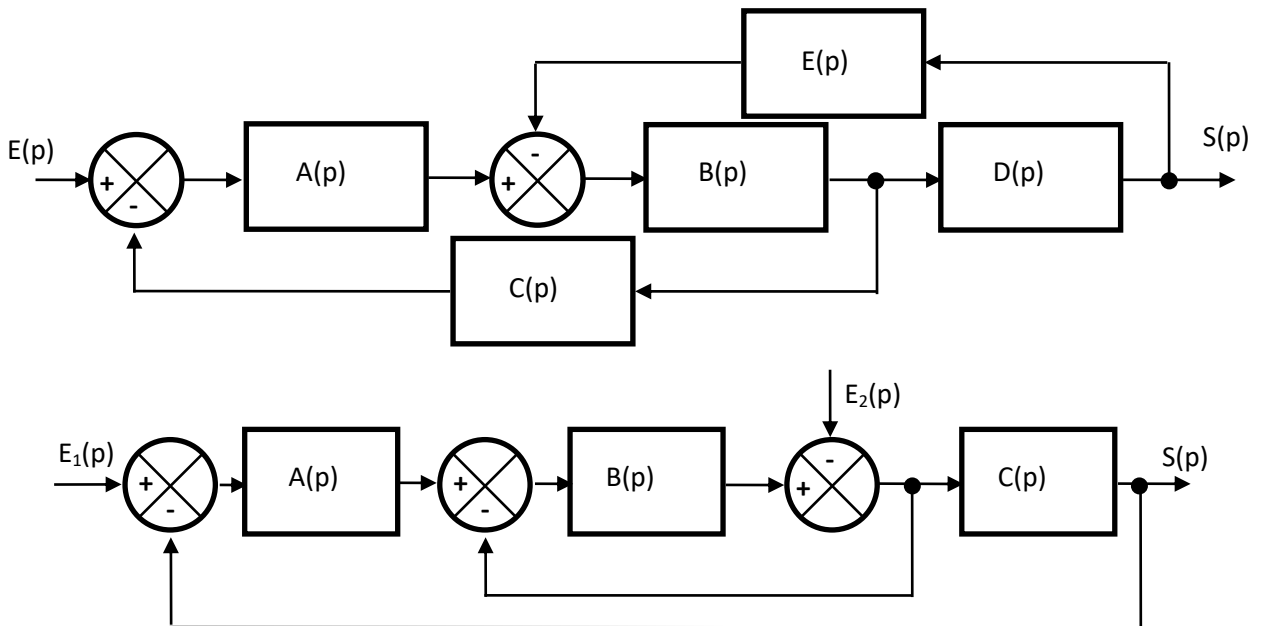 E(p)
E(p)
S(p)
A(p)
B(p)
D(p)
+
-
+
-
C(p)
E₂(p)
E₁(p)
A(p)
B(p)
C(p)
S(p)
+
-
+
-
+
-